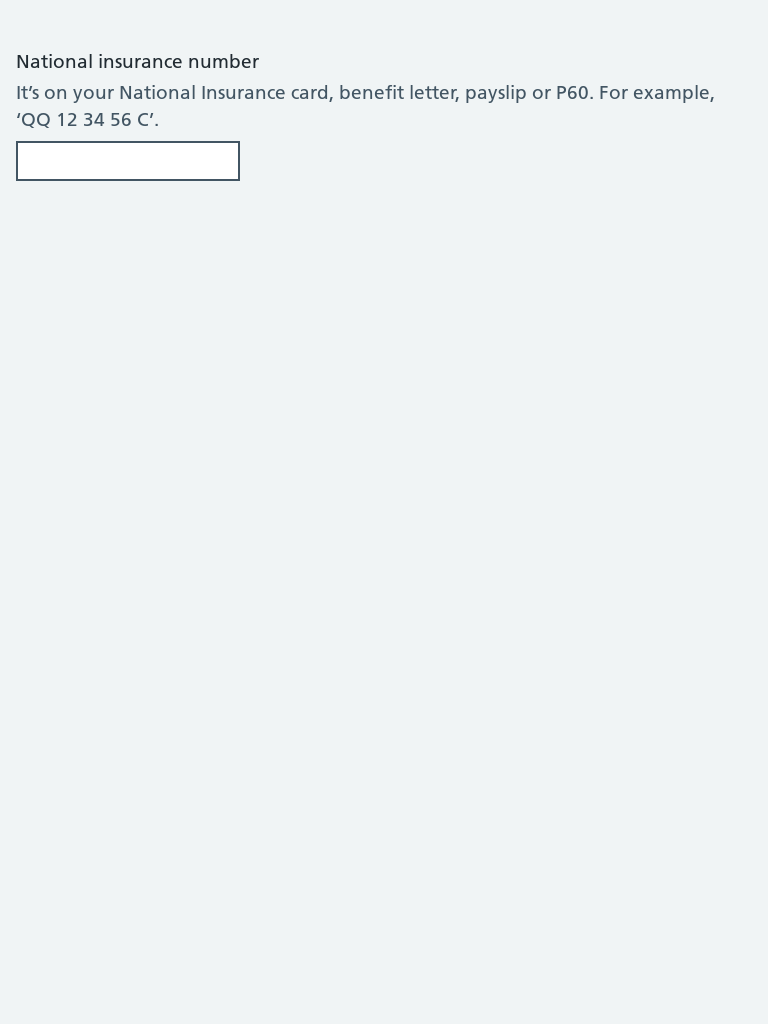 National insurance number
It’s on your National Insurance card, benefit letter, payslip or P60. For example,
‘QQ 12 34 56 C’.